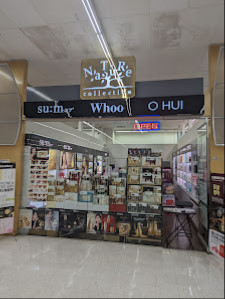 NATURE
collection
su:m37°
Whoo
O HUI
OPEN